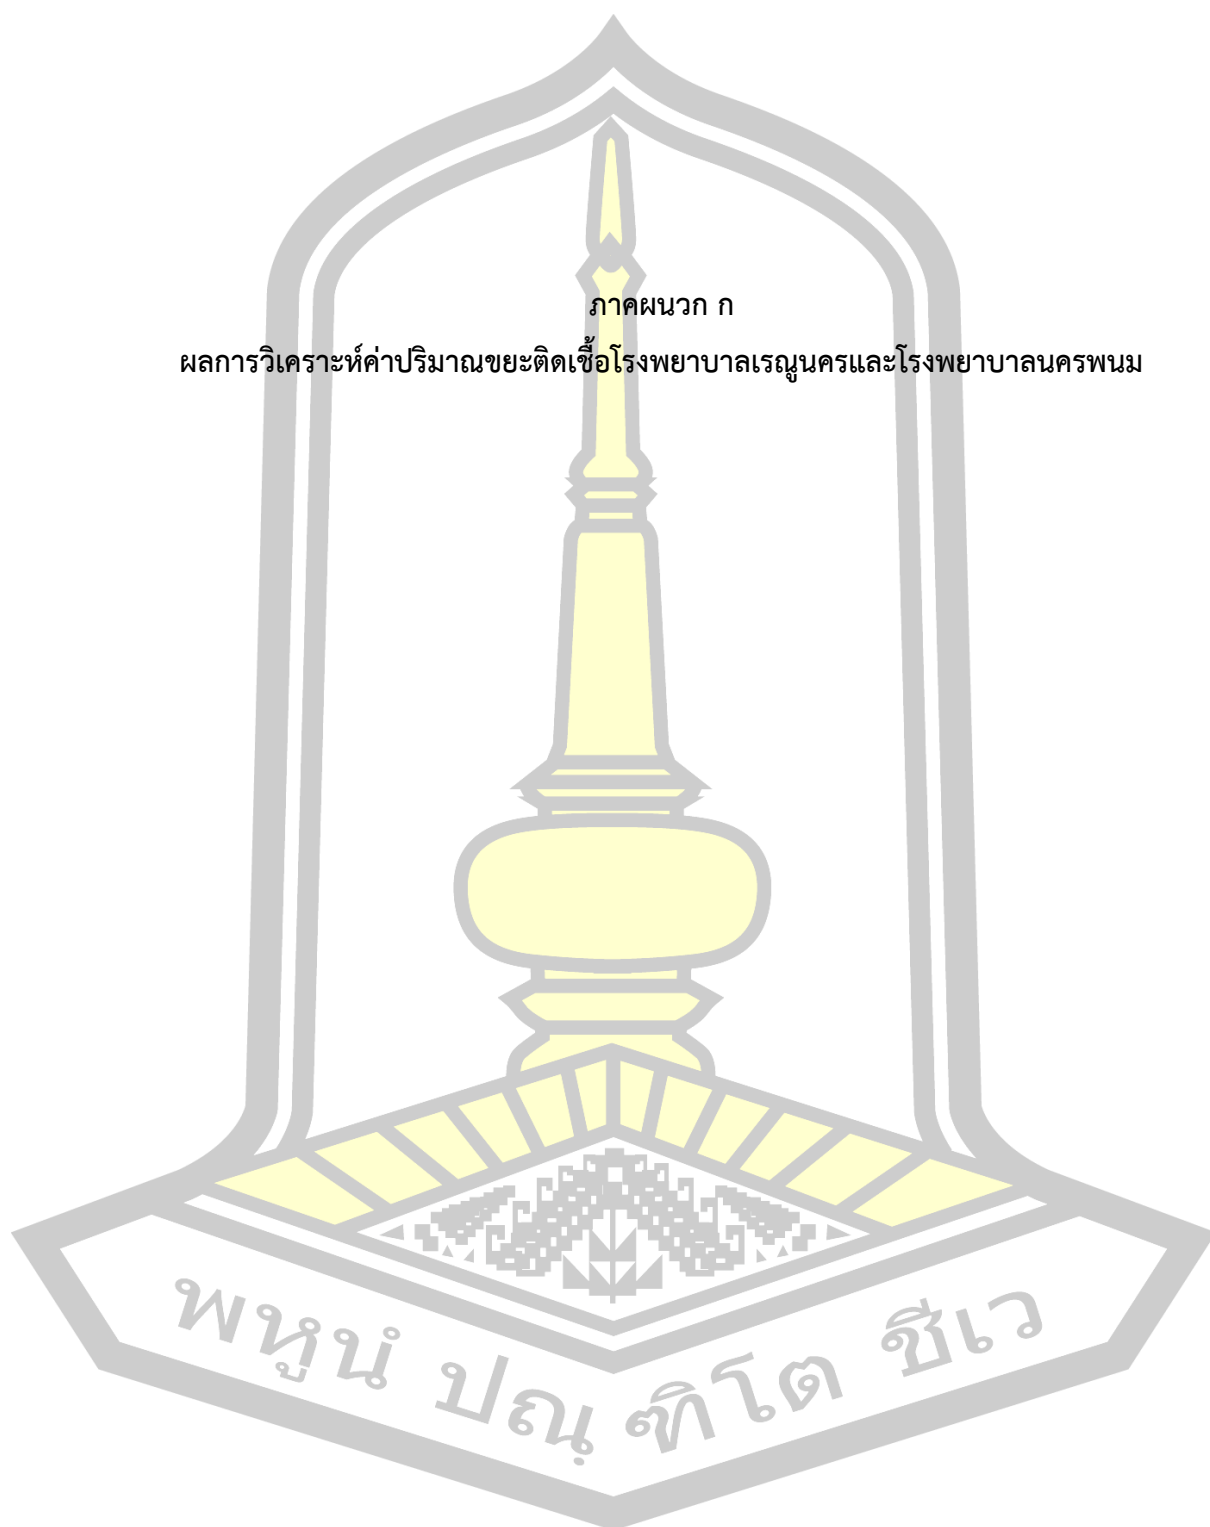 ภาคผนวก ก
ผลการวิเคราะห์ค่าปริมาณขยะติดเชื้อโรงพยาบาลเรณูนครและโรงพยาบาลนครพนม
พหูนํ ปณฺ ฑิโต ชีเว